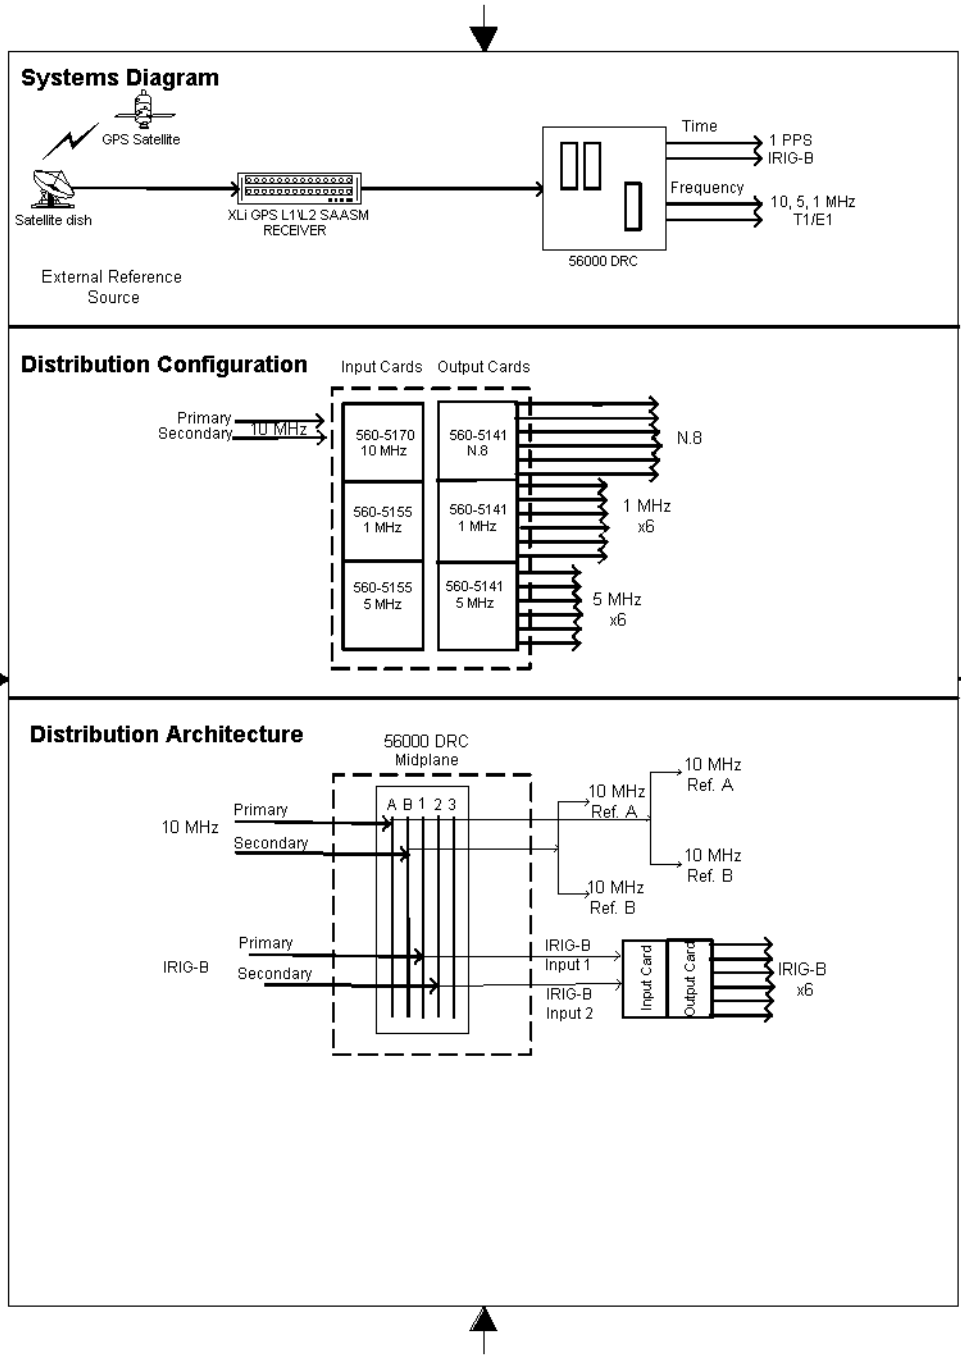 Systems Diagram
GPS Satellite
Satellite dish
XLi GPS L1\L2 SAASM
RECEIVER
External Reference
Source
56000 DRC
Time
1 PPS
IRIG-B
Frequency
10, 5, 1 MHz
T1/E1
Distribution Configuration
Input Cards
Output Cards
Primary
Secondary
10 MHz
560-5170
10 MHz
560-5141
N.8
N.8
560-5155
1 MHz
560-5141
1 MHz
1 MHz
x6
560-5155
5 MHz
560-5141
5 MHz
5 MHz
x6
Distribution Architecture
56000 DRC
Midplane
A B 1 2 3
10 MHz
Primary
Secondary
10 MHz
Ref. A
10 MHz
Ref. B
10 MHz
Ref. A
10 MHz
Ref. B
IRIG-B
Primary
Secondary
IRIG-B
Input 1
IRIG-B
Input 2
Input Card
Output Card
IRIG-B
x6